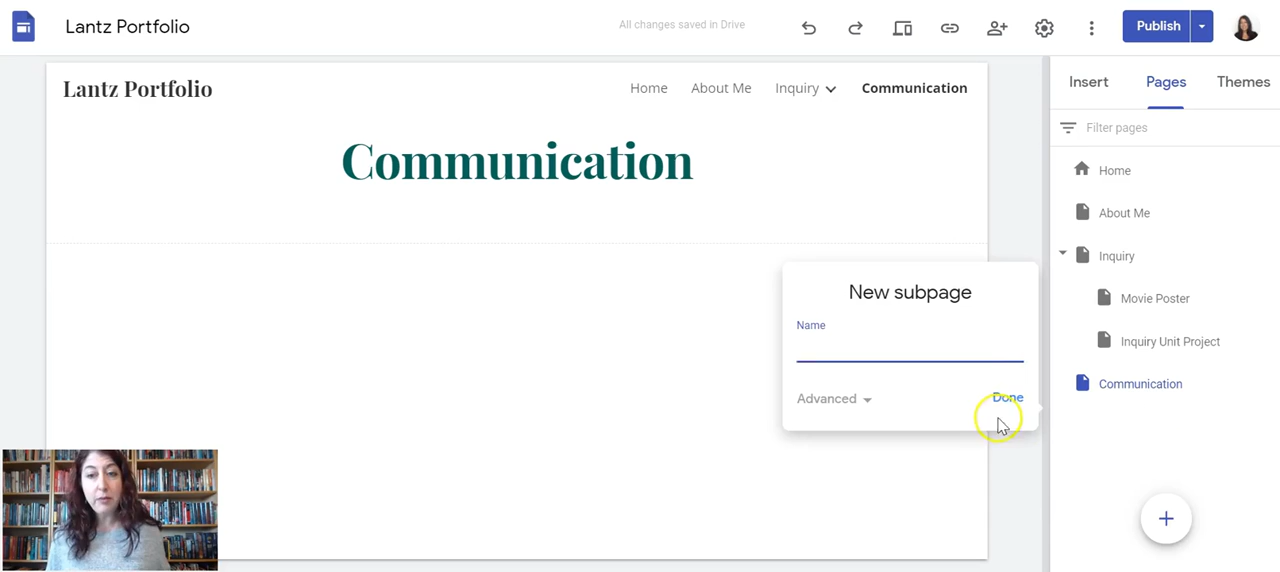 Lantz Portfolio
All changes saved in Drive
Publish
Lantz Portfolio
Home About Me Inquiry Communication
Communication
Insert Pages Themes
Filter pages
Home
About Me
Inquiry
Movie Poster
Inquiry Unit Project
Communication
New subpage
Name
Advanced Done